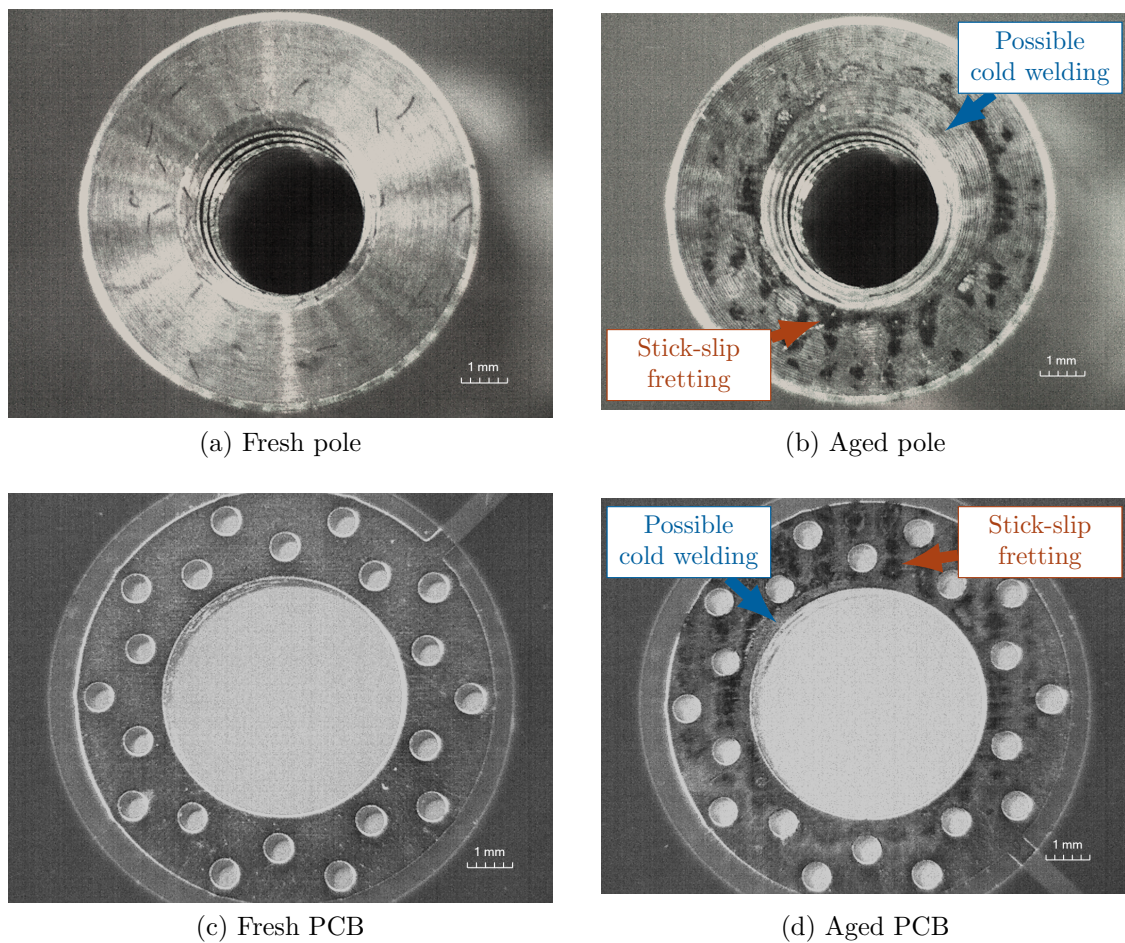 Possible
cold welding
Stick-slip
fretting
1 mm
1 mm
(a) Fresh pole
(b) Aged pole
Possible
cold welding
Stick-slip
fretting
1 mm
1 mm
(c) Fresh PCB
(d) Aged PCB